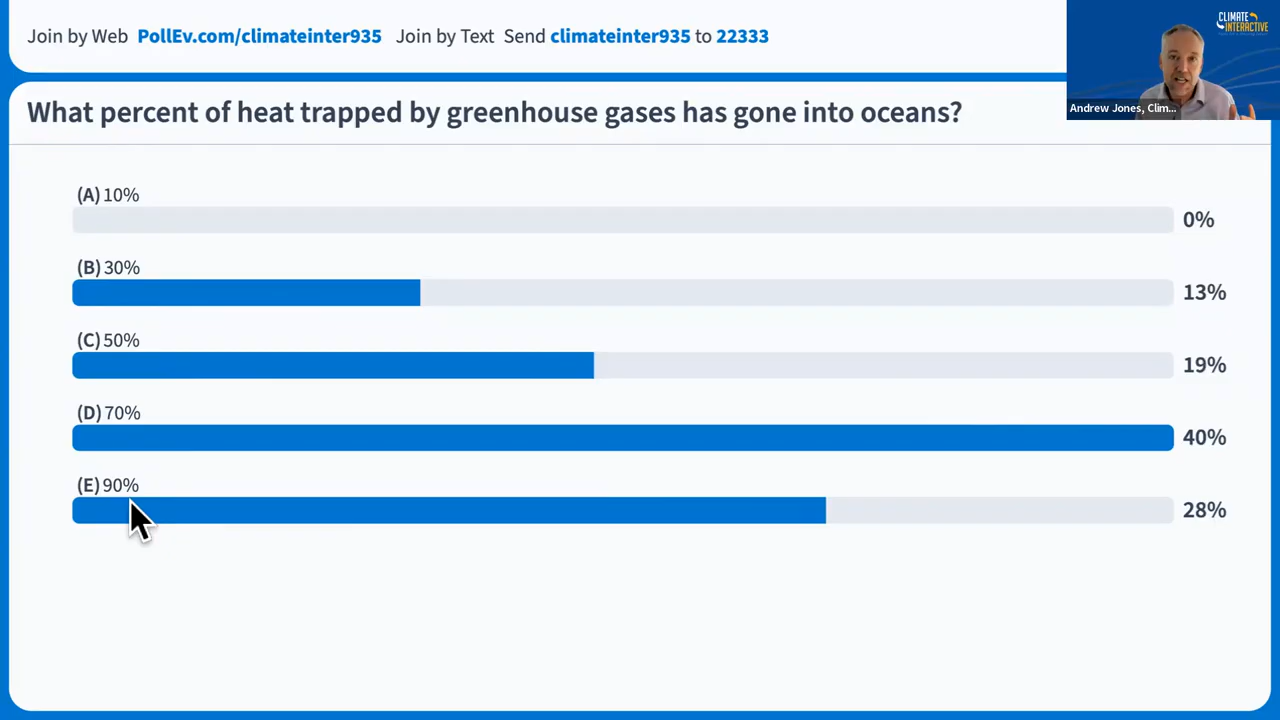 Join by Web PollEv.com/climateinter935 Join by Text Send climateinter935 to 22333
CLIMATE
INTERACTIVE
Andrew Jones, Clim...
What percent of heat trapped by greenhouse gases has gone into oceans?
(A) 10%
0%
(B) 30%
13%
(C) 50%
19%
(D) 70%
40%
(E) 90%
28%